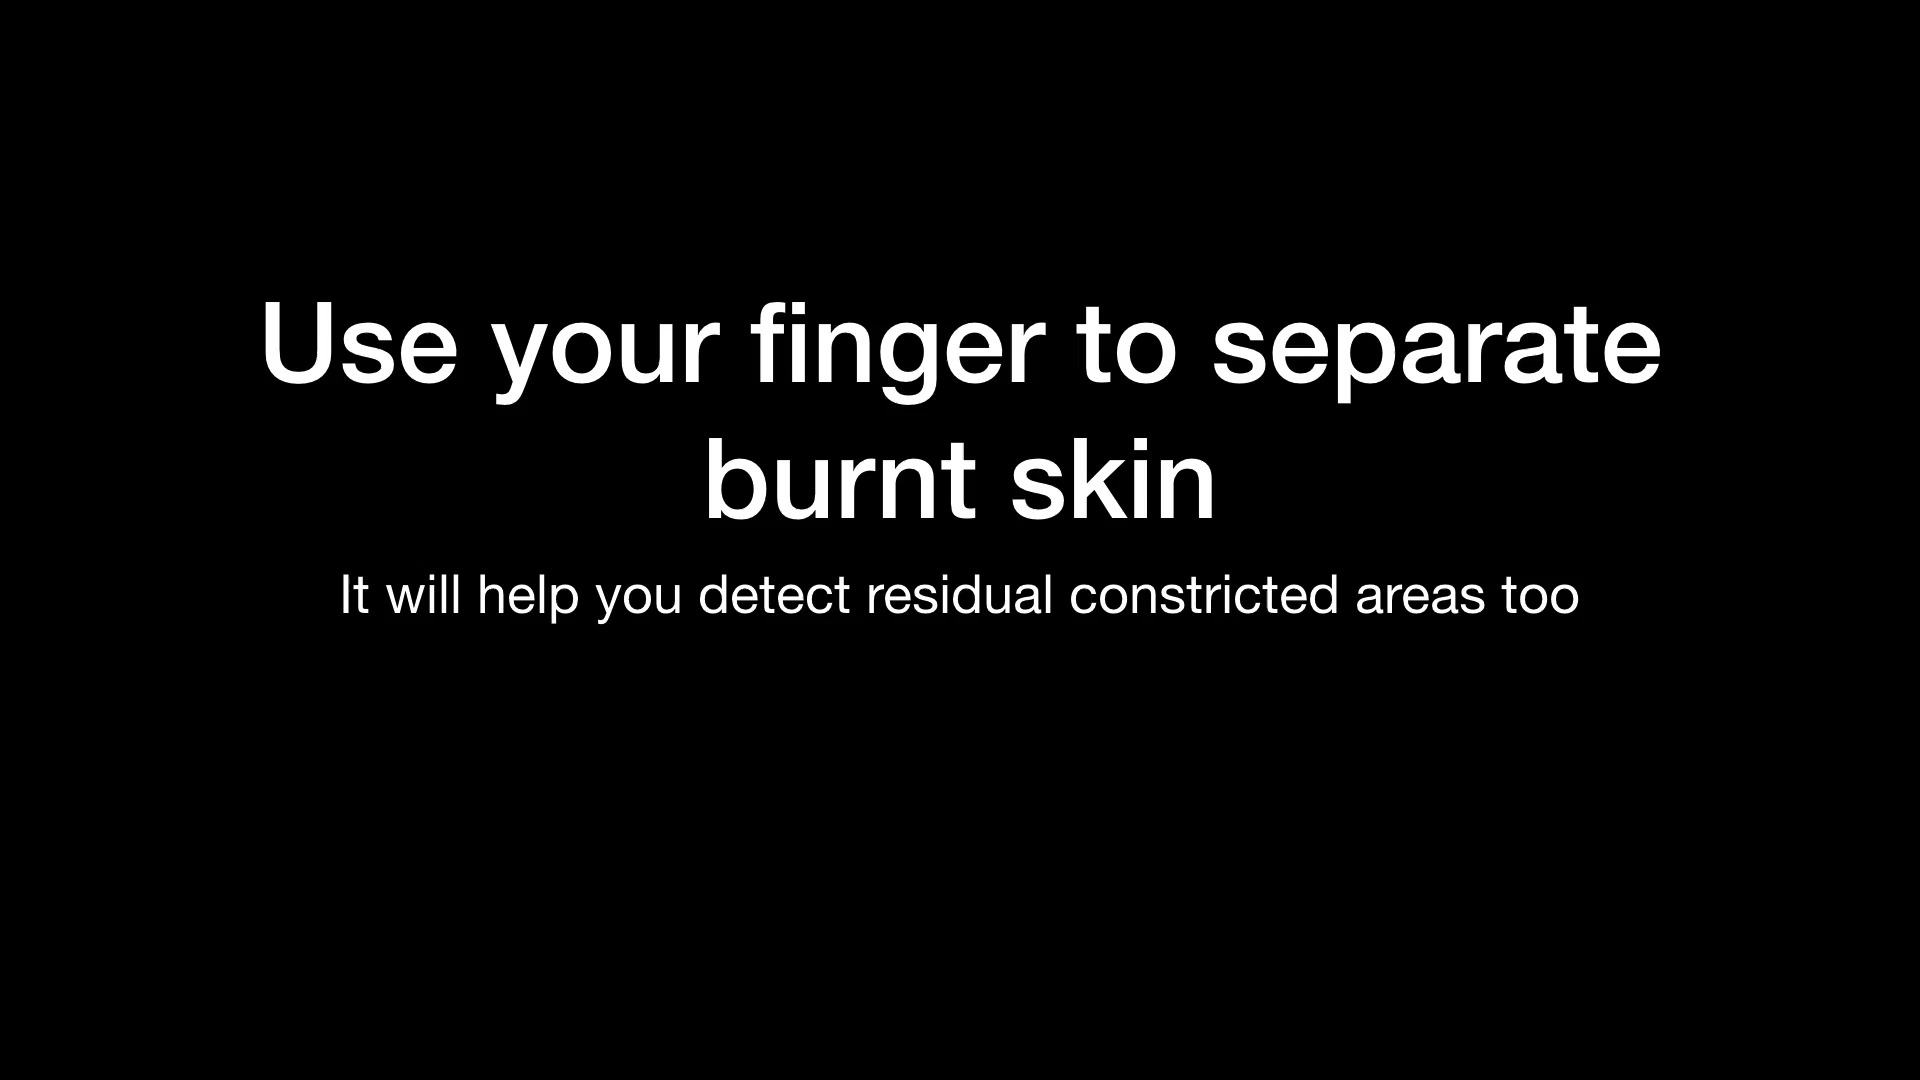 Use your finger to separate
burnt skin
It will help you detect residual constricted areas too